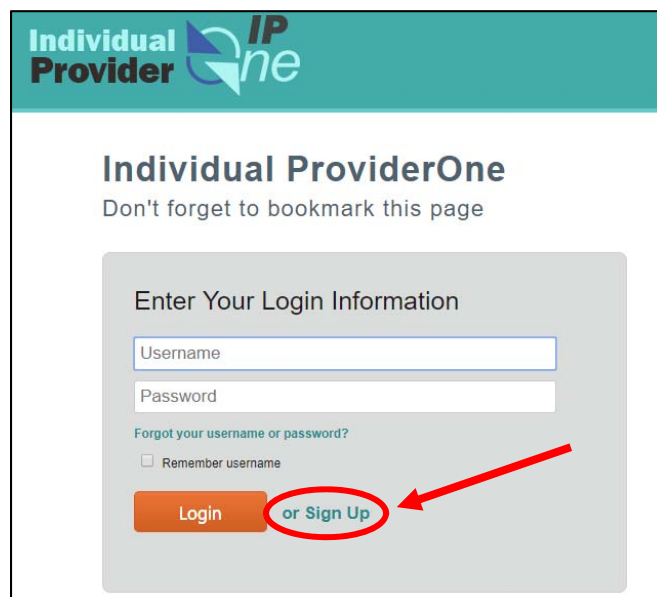 Individual
Provider
IP
ne
Individual ProviderOne
Don't forget to bookmark this page
Enter Your Login Information
Username
Password
Forgot your username or password?
Remember username
Login or Sign Up